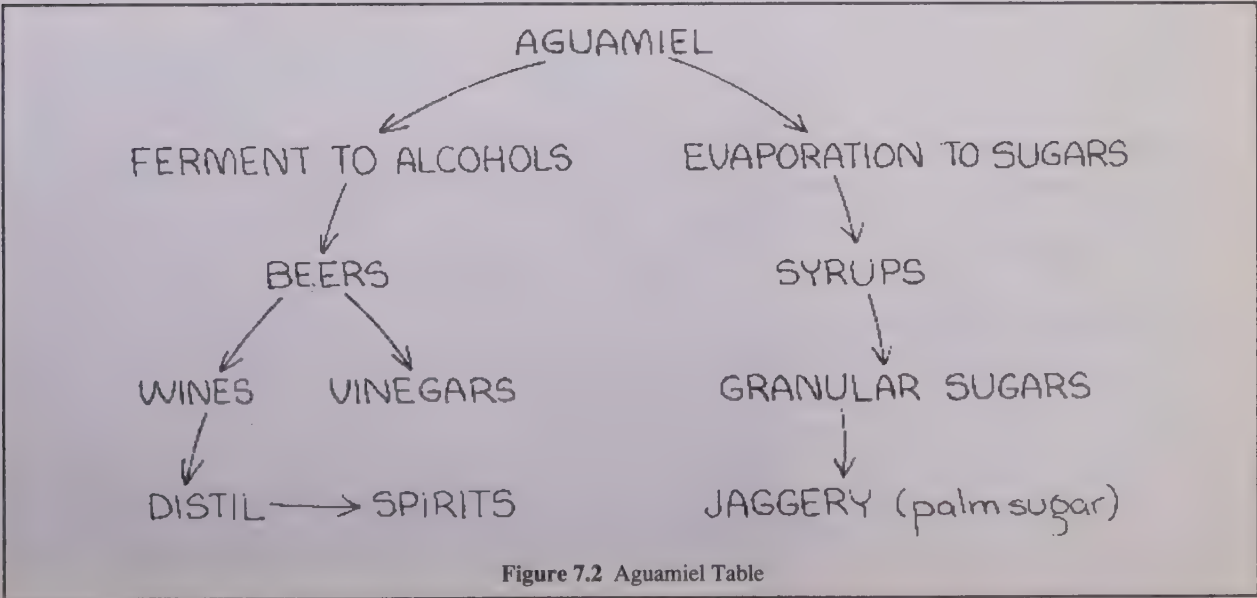 AGUAMIEL
FERMENT TO ALCOHOLS EVAPORATION TO SUGARS
BEERS SYRUPS
WINES VINEGARS GRANULAR SUGARS
DISTIL SPIRITS JAGGERY (palm sugar)
Figure 7.2 Aguamiel Table